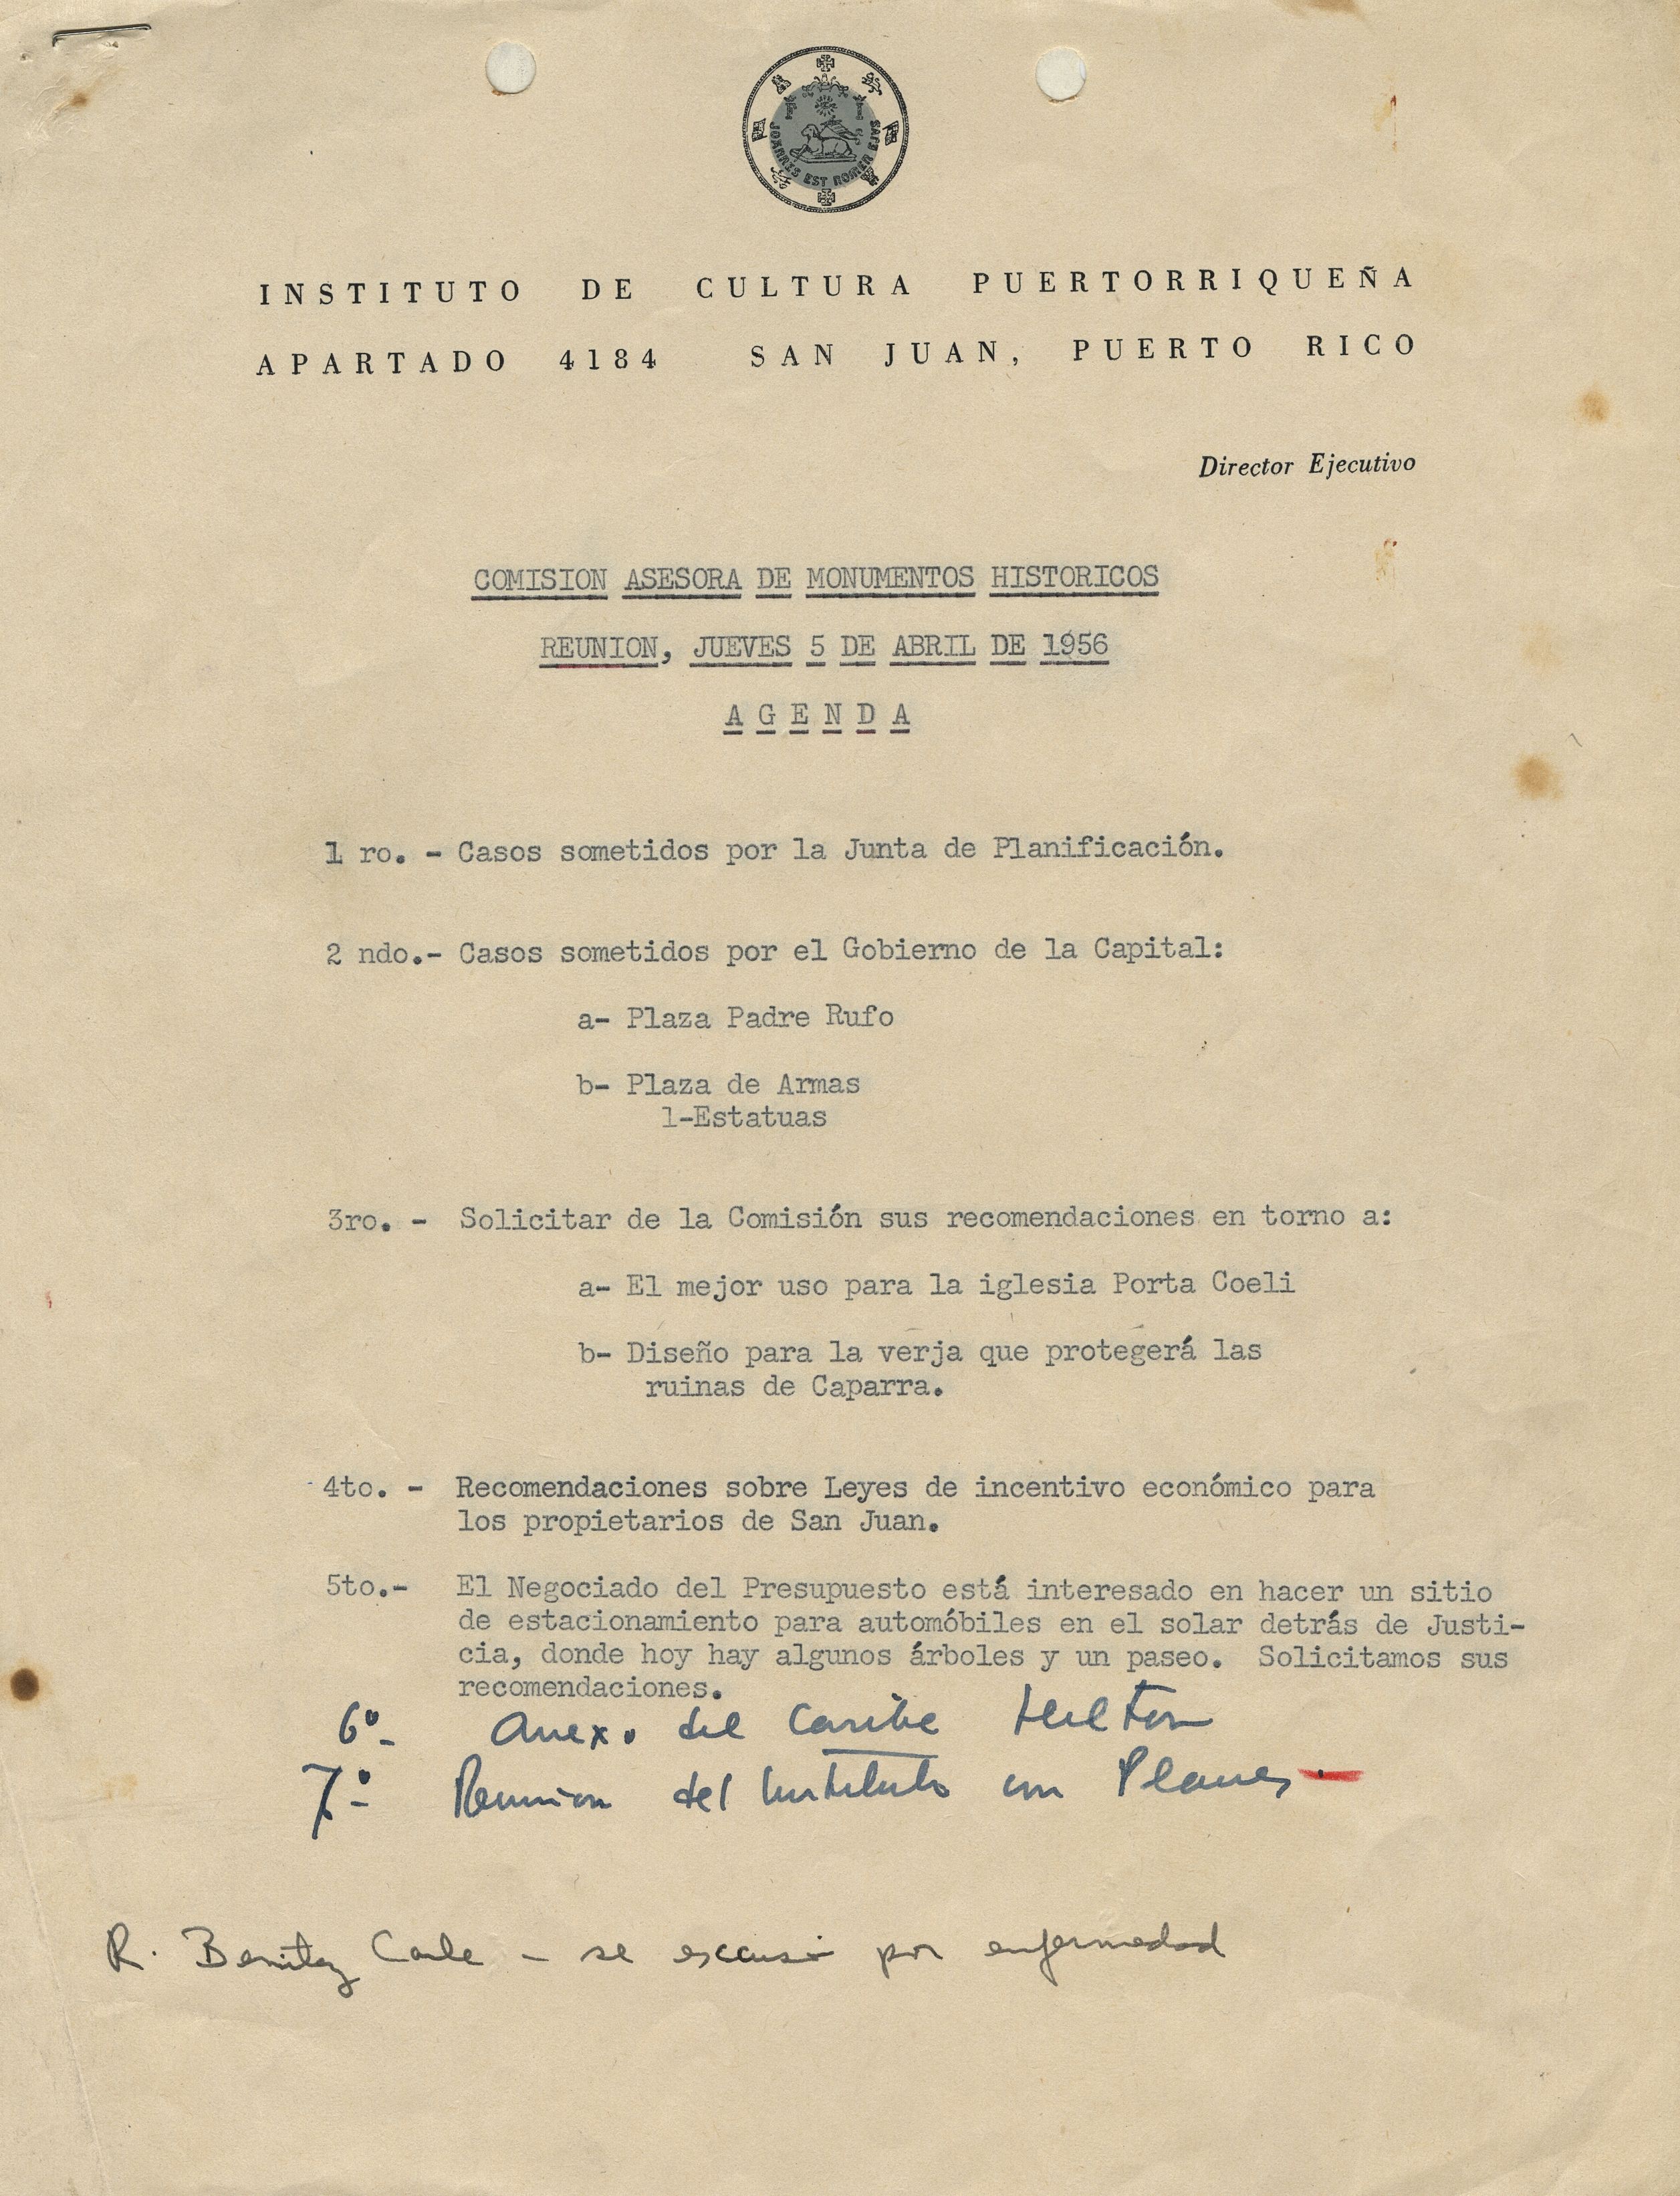 JOANNES EST NOMEN EJUS
INSTITUTO DE CULTURA PUERTORRIQUEÑA
APARTADO 4184 SAN JUAN, PUERTO RICO
Director Ejecutivo
COMISION ASESORA DE MONUMENTOS HISTORICOS
REUNION, JUEVES 5 DE ABRIL DE 1956
A G E N D A
1 ro. - Casos sometidos por la Junta de Planificación.
2 ndo.- Casos sometidos por el Gobierno de la Capital:
a- Plaza Padre Rufo
b- Plaza de Armas
1-Estatuas
3ro. - Solicitar de la Comisión sus recomendaciones en torno a:
a- El mejor uso para la iglesia Porta Coeli
b- Diseño para la verja que protegerá las
ruinas de Caparra.
4to. - Recomendaciones sobre Leyes de incentivo económico para
los propietarios de San Juan.
5to.- El Negociado del Presupuesto está interesado en hacer un sitio
de estacionamiento para automóbiles en el solar detrás de Justi-
cia, donde hoy hay algunos árboles y un paseo. Solicitamos sus
recomendaciones.
6º- Anexo del Caribe Hilton
7º- Reunion del Instituto con
R. Benitez - se escusó por enfermedad